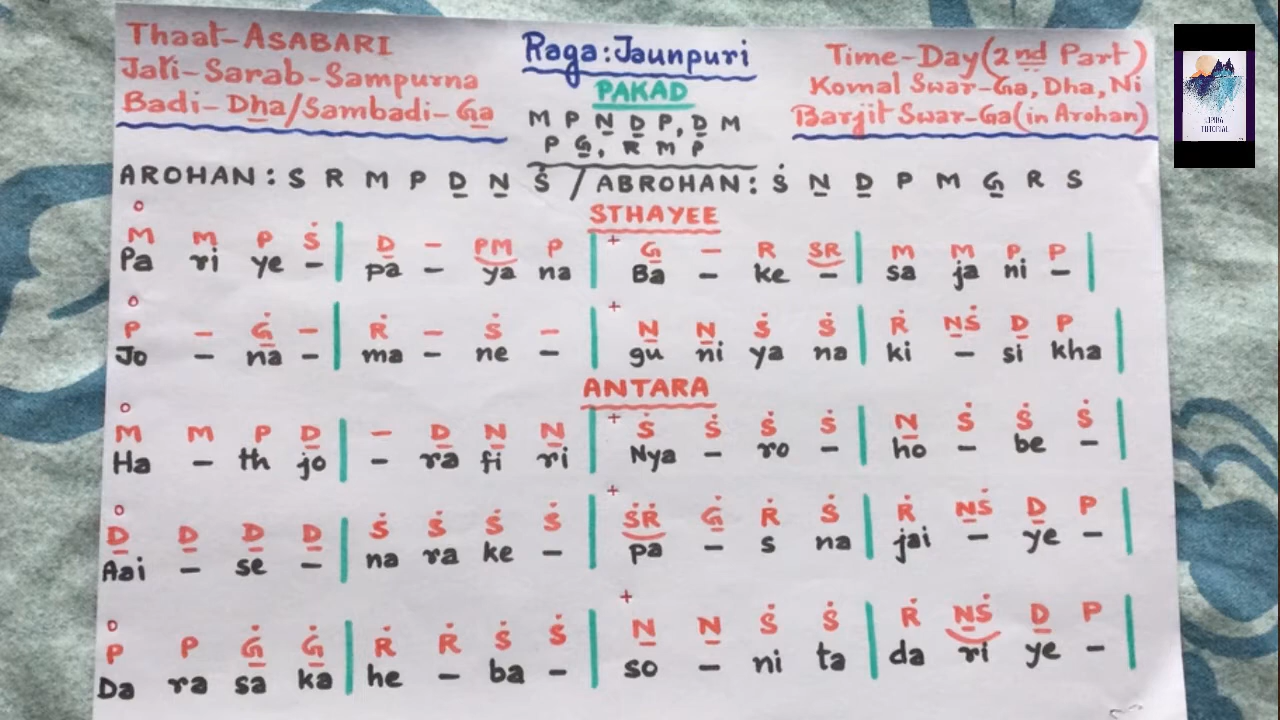 Thaat-ASABARI
Jati-Sarab-Sampurna
Badi-Dha/Sambadi-Ga
Raga:Jaunpuri
PAKAD
M P N̲ D̲ P, D̲ M
P G̲, R M P
Time-Day(2nd Part)
Komal Swar-Ga, Dha, Ni
Barjit Swar-Ga(in Arohan)
TUTORIAL
AROHAN: S R M P D̲ N̲ Ṡ / ABROHAN: Ṡ N̲ D̲ P M G̲ R S
STHAYEE
o +
M M P Ṡ | D̲ – PM P | G̲ – R SR | M M P P |
Pa ri ye – pa – ya na Ba – ke – sa ja ni –
o +
P – Ġ̲ – | Ṙ – Ṡ – | N̲ N̲ Ṡ Ṡ | Ṙ N̲Ṡ D̲ P |
Jo – na – ma – ne – gu ni ya na ki – si kha
ANTARA
o +
M M P D̲ | – D̲ N̲ N̲ | Ṡ Ṡ Ṡ Ṡ | N̲ Ṡ Ṡ Ṡ |
Ha – th jo – ra fi ri Nya – ro – ho – be –
o +
D̲ D̲ D̲ D̲ | Ṡ Ṡ Ṡ Ṡ | ṠṘ Ġ̲ Ṙ Ṡ | Ṙ N̲Ṡ D̲ P |
Aai – se – na ra ke – pa – s na jai – ye –
o +
P P Ġ̲ Ġ̲ | Ṙ Ṙ Ṡ Ṡ | N̲ N̲ Ṡ Ṡ | Ṙ N̲Ṡ D̲ P |
Da ra sa ka he – ba – so – ni ta da ri ye –